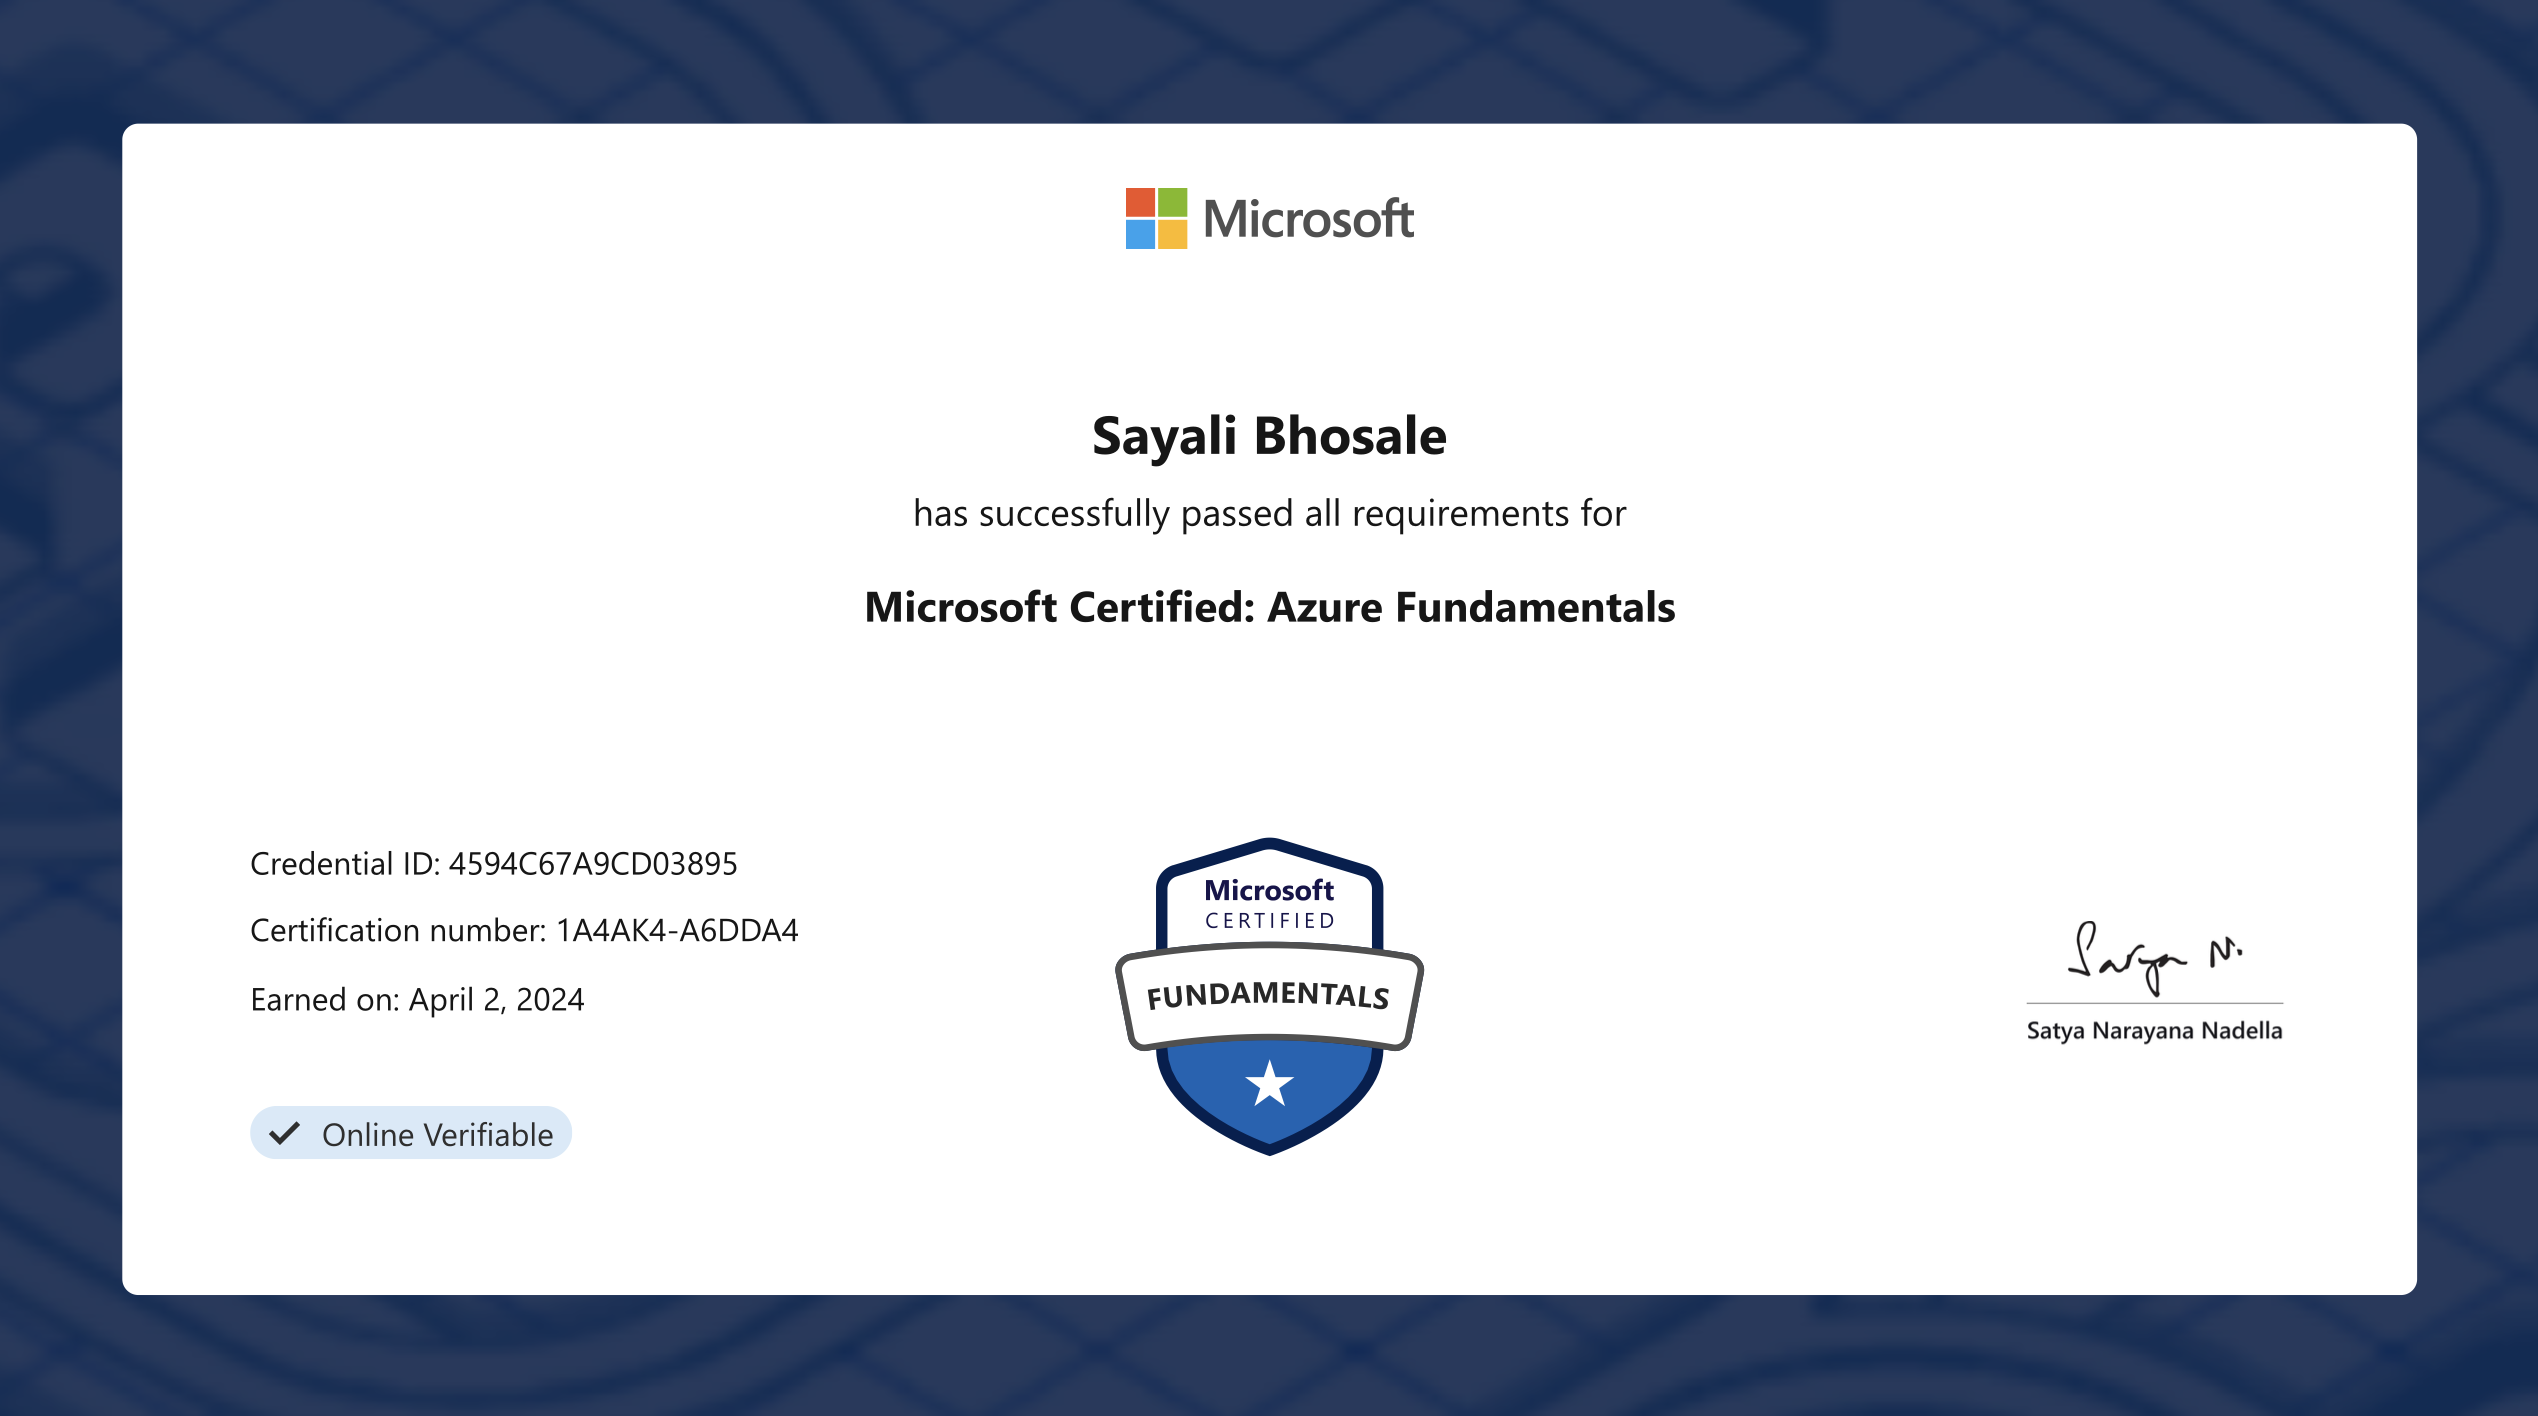 Microsoft
Sayali Bhosale
has successfully passed all requirements for
Microsoft Certified: Azure Fundamentals
Credential ID: 4594C67A9CD03895
Certification number: 1A4AK4-A6DDA4
Earned on: April 2, 2024
Online Verifiable
Microsoft
CERTIFIED
FUNDAMENTALS
Satya N.
Satya Narayana Nadella